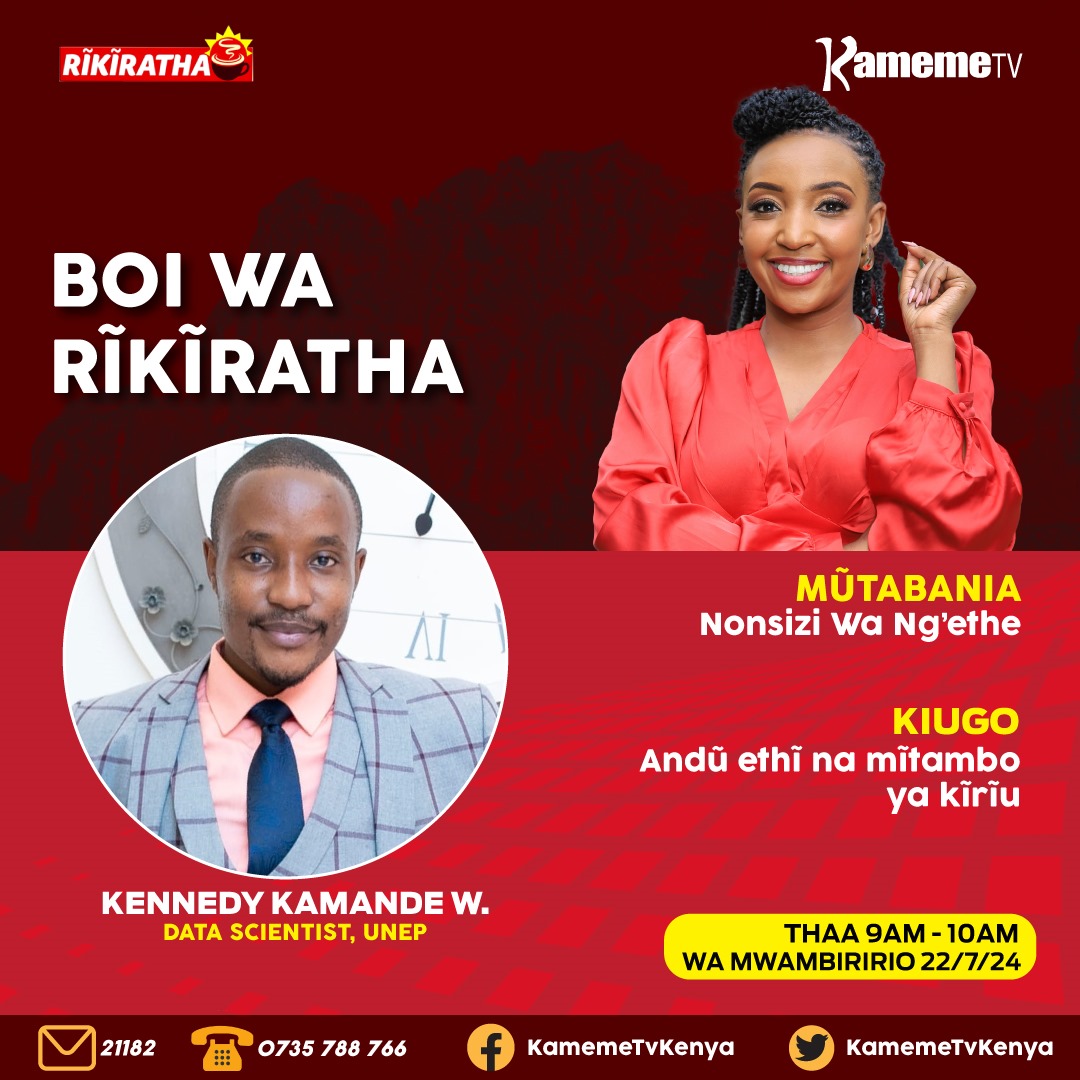 RĨKĨRATHA
KamemeTV
BOI WA
RĨKĨRATHA
MŨTABANIA
Nonsizi Wa Ng'ethe
KIUGO
Andũ ethĩ na mĩtambo
ya kĩrĩu
KENNEDY KAMANDE W.
DATA SCIENTIST, UNEP
THAA 9AM - 10AM
WA MWAMBIRIRIO 22/7/24
21182
0735 788 766
KamemeTvKenya
KamemeTvKenya